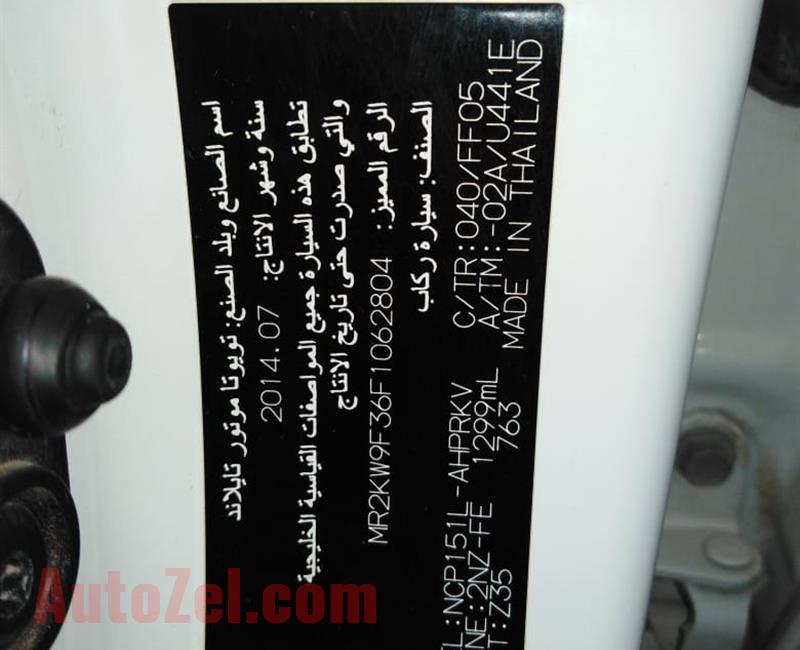 اسم الصانع وبلد الصنع: تويوتا موتور تايلاند
سنة وشهر الانتاج: 2014.07
تطابق هذه السيارة جميع المواصفات القياسية الخليجية
والتي صدرت حتى تاريخ الانتاج
الرقم المميز: MR2KW9F36F1062804
الصنف: سيارة ركاب
L:NCP151L-AHPRKV C/TR:040/FF05
NE:2NZ-FE 1299mL A/TM:-02A/U441E
T:Z35 763 MADE IN THAILAND
AutoZel.com